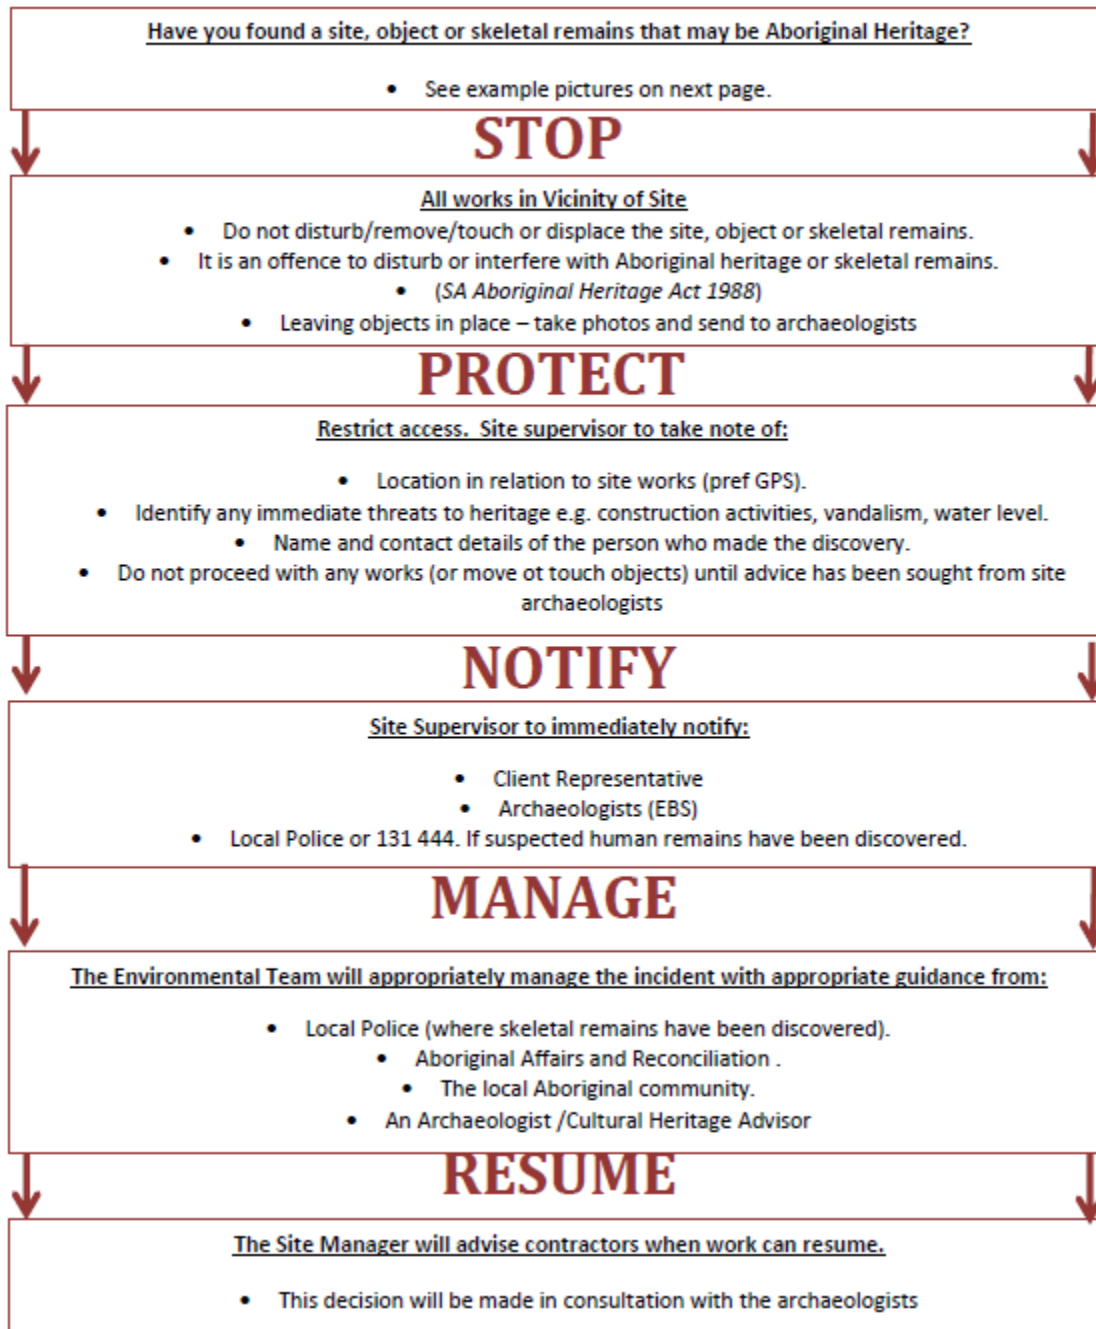 Have you found a site, object or skeletal remains that may be Aboriginal Heritage?
• See example pictures on next page.
STOP
All works in Vicinity of Site
• Do not disturb/remove/touch or displace the site, object or skeletal remains.
• It is an offence to disturb or interfere with Aboriginal heritage or skeletal remains.
• (SA Aboriginal Heritage Act 1988)
• Leaving objects in place – take photos and send to archaeologists
PROTECT
Restrict access.  Site supervisor to take note of:
• Location in relation to site works (pref GPS).
• Identify any immediate threats to heritage e.g. construction activities, vandalism, water level.
• Name and contact details of the person who made the discovery.
• Do not proceed with any works (or move ot touch objects) until advice has been sought from site
archaeologists
NOTIFY
Site Supervisor to immediately notify:
• Client Representative
• Archaeologists (EBS)
• Local Police or 131 444. If suspected human remains have been discovered.
MANAGE
The Environmental Team will appropriately manage the incident with appropriate guidance from:
• Local Police (where skeletal remains have been discovered).
• Aboriginal Affairs and Reconciliation .
• The local Aboriginal community.
• An Archaeologist /Cultural Heritage Advisor
RESUME
The Site Manager will advise contractors when work can resume.
• This decision will be made in consultation with the archaeologists